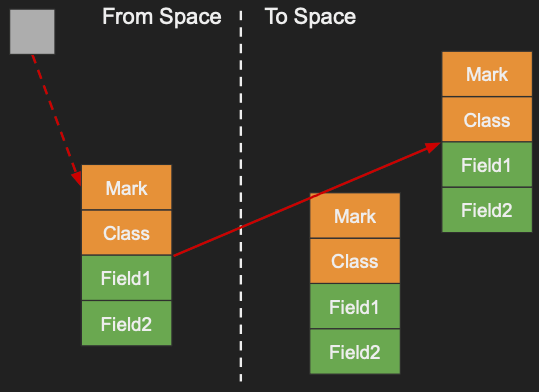 From Space
To Space
Mark
Class
Field1
Field2
Mark
Class
Field1
Field2
Mark
Class
Field1
Field2